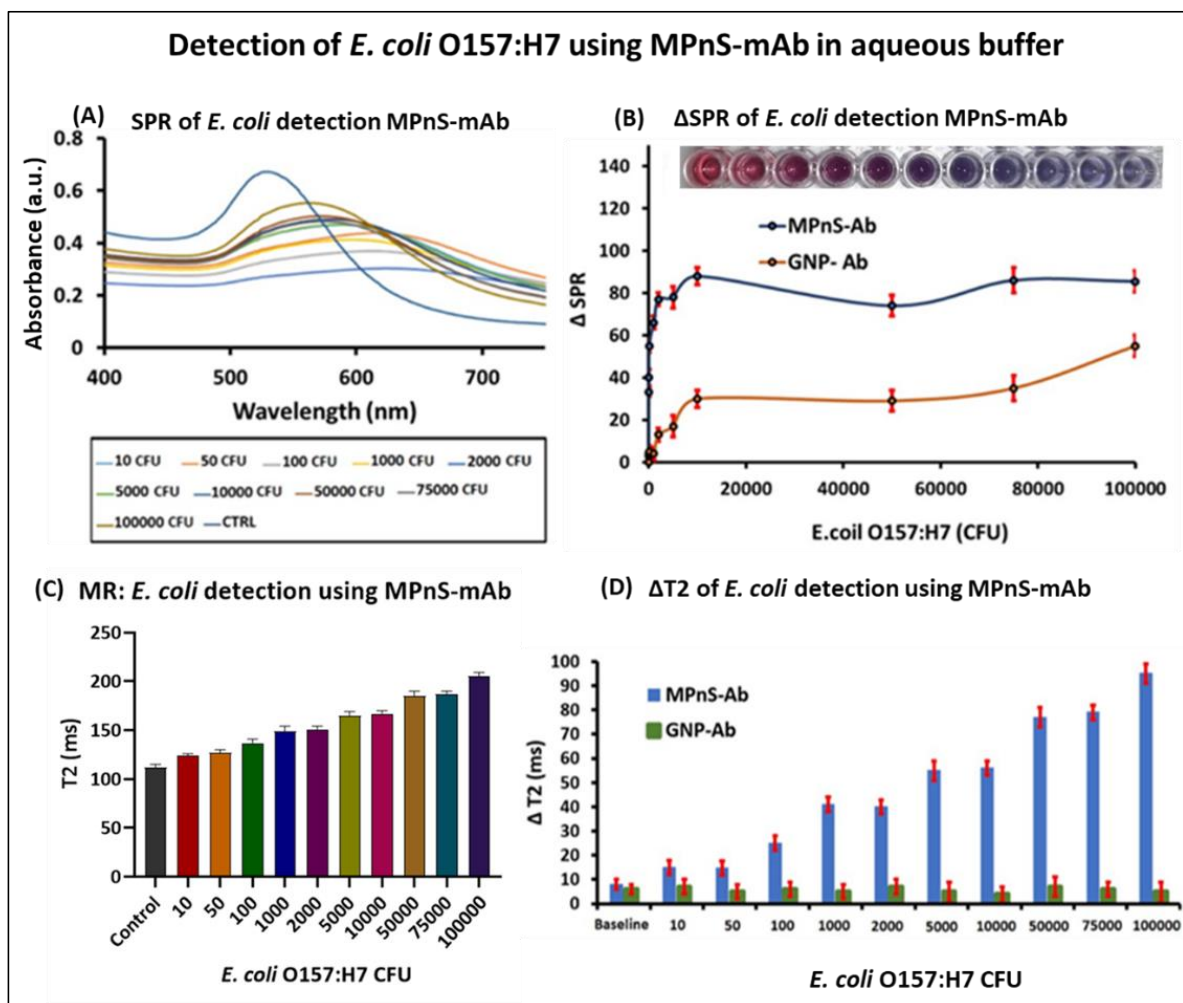 Detection of E. coli O157:H7 using MPnS-mAb in aqueous buffer
(A) SPR of E. coli detection MPnS-mAb
Absorbance (a.u.)
0.8
0.6
0.4
0.2
0
400 500 600 700
Wavelength (nm)
10 CFU 50 CFU 100 CFU 1000 CFU 2000 CFU
5000 CFU 10000 CFU 50000 CFU 75000 CFU
100000 CFU CTRL
(B) ΔSPR of E. coli detection MPnS-mAb
Δ SPR
140
120
100
80
60
40
20
0
MPnS-Ab
GNP- Ab
0 20000 40000 60000 80000 100000
E.coil O157:H7 (CFU)
(C) MR: E. coli detection using MPnS-mAb
T2 (ms)
250
200
150
100
50
0
Control 10 50 100 1000 2000 5000 10000 50000 75000 100000
E. coli O157:H7 CFU
(D) ΔT2 of E. coli detection using MPnS-mAb
Δ T2 (ms)
100
90
80
70
60
50
40
30
20
10
0
MPnS-Ab
GNP-Ab
Baseline 10 50 100 1000 2000 5000 10000 50000 75000 100000
E. coli O157:H7 CFU